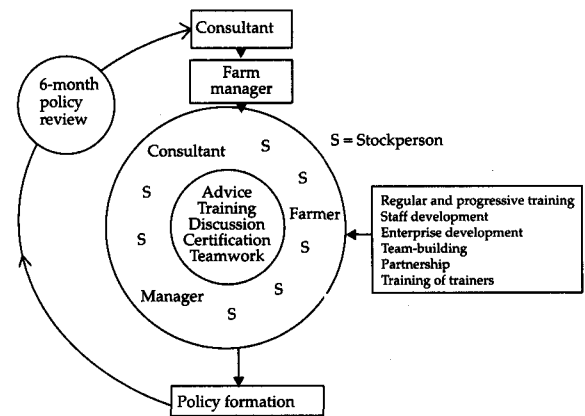 Consultant
6-month
policy
review
Farm
manager
S = Stockperson
Consultant
S
S
S
S
Advice
Training
Discussion
Certification
Teamwork
Farmer
S
S
Manager
S
S
Regular and progressive training
Staff development
Enterprise development
Team-building
Partnership
Training of trainers
Policy formation